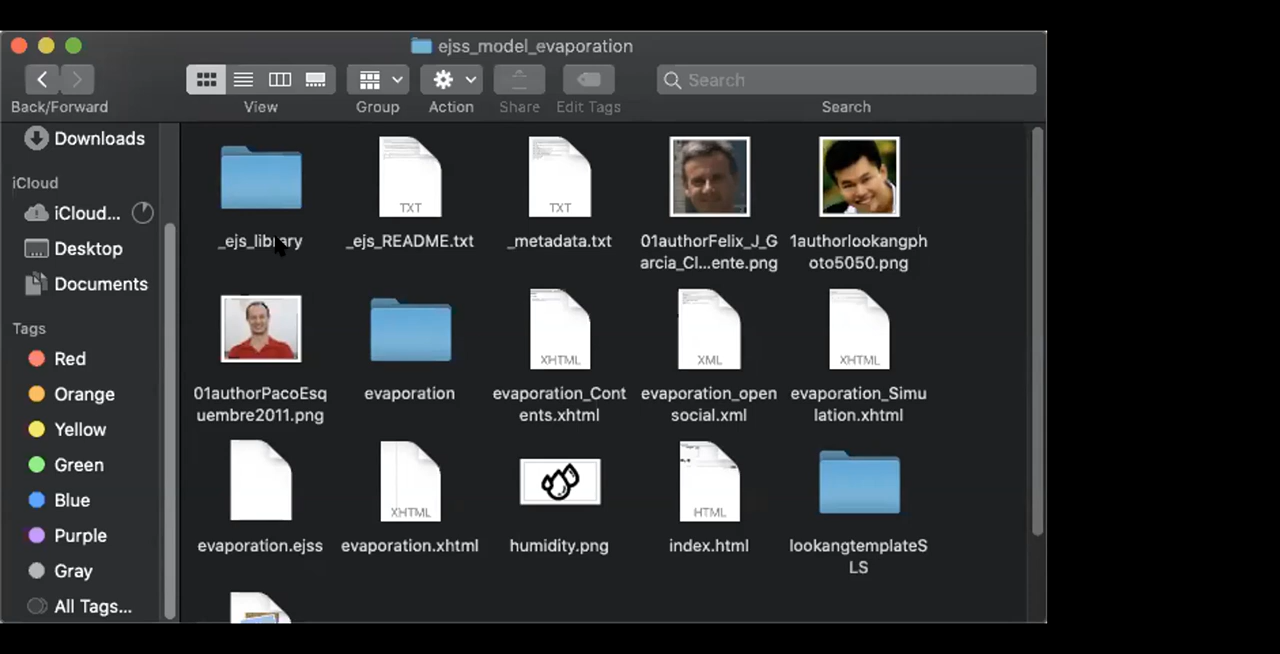 ejss_model_evaporation
Search
Back/Forward
View
Group
Action
Share
Edit Tags
Search
Downloads
iCloud
iCloud...
Desktop
Documents
Tags
Red
Orange
Yellow
Green
Blue
Purple
Gray
All Tags...
_ejs_library
TXT
_ejs_README.txt
TXT
_metadata.txt
01authorFelix_J_G
arcia_Cl...ente.png
1authorlookangph
oto5050.png
01authorPacoEsq
uembre2011.png
evaporation
XHTML
evaporation_Cont
ents.xhtml
XML
evaporation_open
social.xml
XHTML
evaporation_Simu
lation.xhtml
evaporation.ejss
XHTML
evaporation.xhtml
humidity.png
HTML
index.html
lookangtemplateS
LS